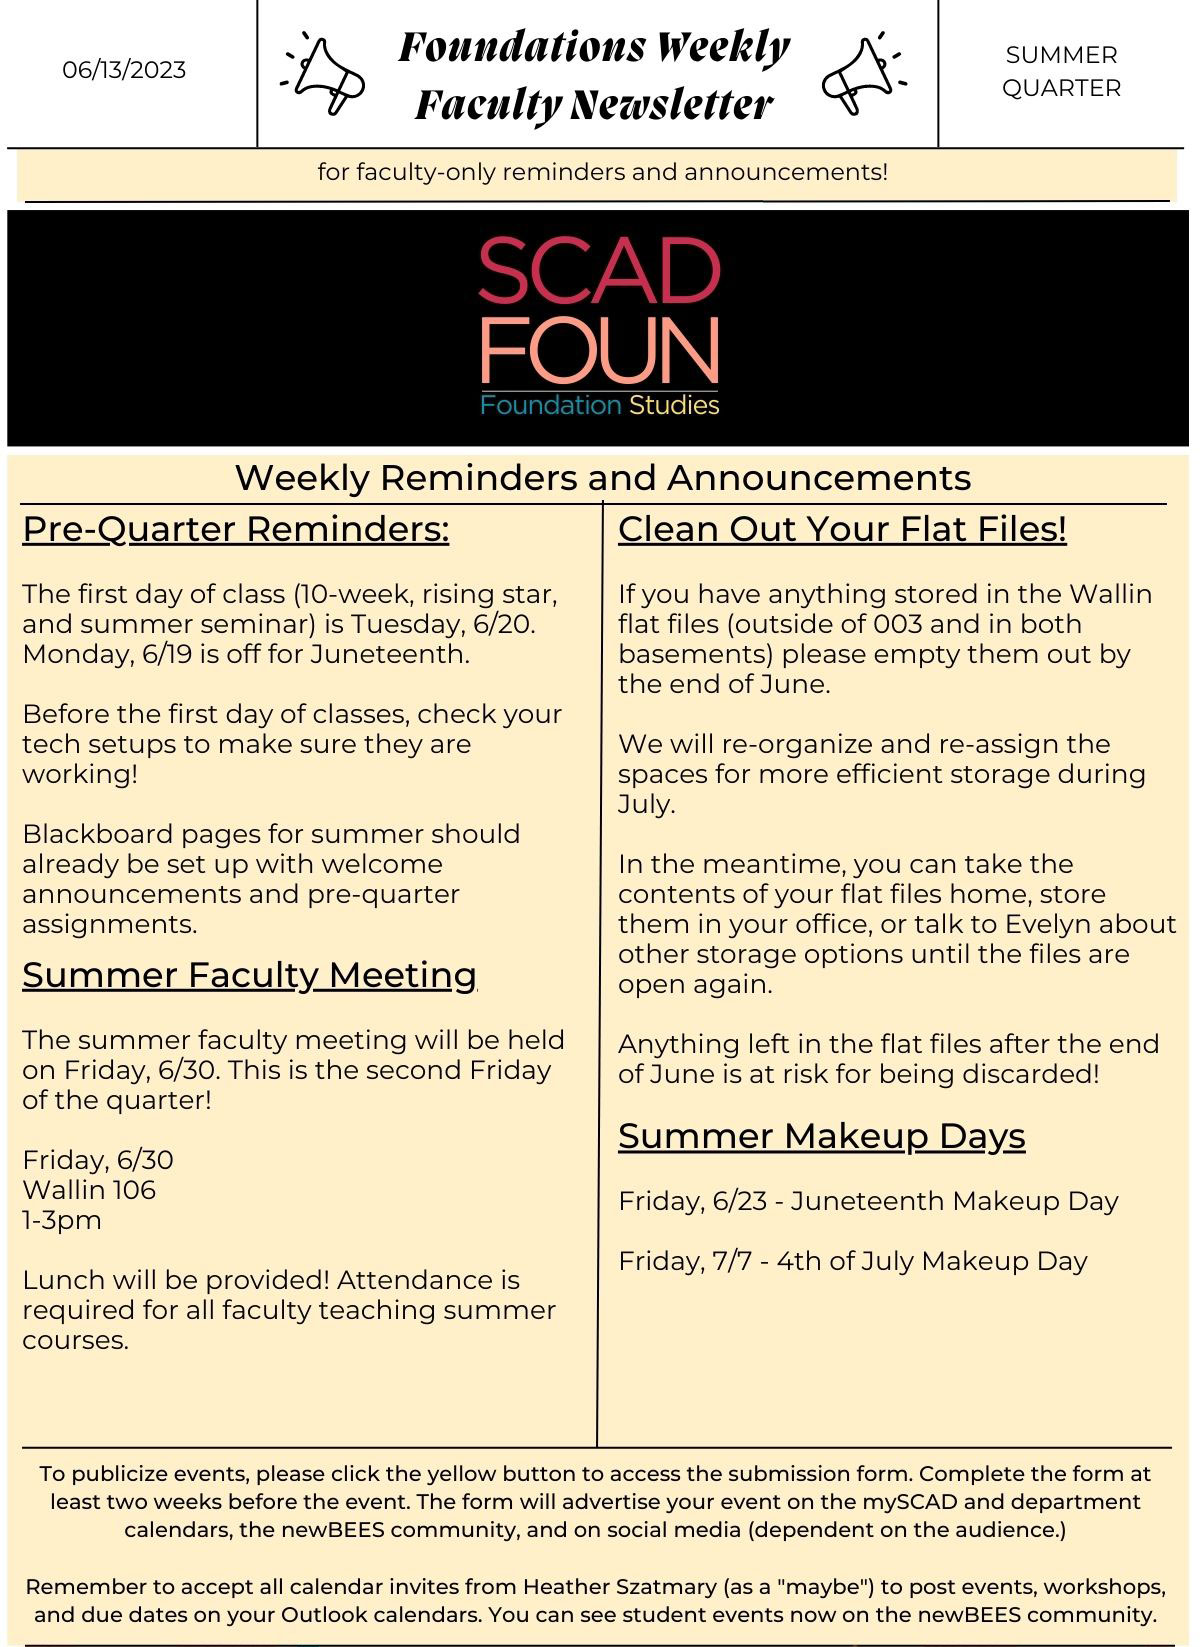 06/13/2023
Foundations Weekly
Faculty Newsletter
SUMMER
QUARTER
for faculty-only reminders and announcements!
SCAD
FOUN
Foundation Studies
Weekly Reminders and Announcements
Pre-Quarter Reminders:
The first day of class (10-week, rising star,
and summer seminar) is Tuesday, 6/20.
Monday, 6/19 is off for Juneteenth.
Before the first day of classes, check your
tech setups to make sure they are
working!
Blackboard pages for summer should
already be set up with welcome
announcements and pre-quarter
assignments.
Summer Faculty Meeting
The summer faculty meeting will be held
on Friday, 6/30. This is the second Friday
of the quarter!
Friday, 6/30
Wallin 106
1-3pm
Lunch will be provided! Attendance is
required for all faculty teaching summer
courses.
Clean Out Your Flat Files!
If you have anything stored in the Wallin
flat files (outside of 003 and in both
basements) please empty them out by
the end of June.
We will re-organize and re-assign the
spaces for more efficient storage during
July.
In the meantime, you can take the
contents of your flat files home, store
them in your office, or talk to Evelyn about
other storage options until the files are
open again.
Anything left in the flat files after the end
of June is at risk for being discarded!
Summer Makeup Days
Friday, 6/23 - Juneteenth Makeup Day
Friday, 7/7 - 4th of July Makeup Day
To publicize events, please click the yellow button to access the submission form. Complete the form at
least two weeks before the event. The form will advertise your event on the mySCAD and department
calendars, the newBEES community, and on social media (dependent on the audience.)
Remember to accept all calendar invites from Heather Szatmary (as a "maybe") to post events, workshops,
and due dates on your Outlook calendars. You can see student events now on the newBEES community.